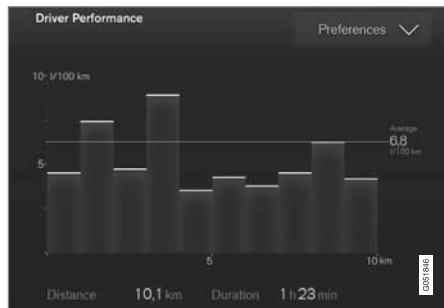 Driver Performance
Preferences
10 l/100 km
Average
6,8
l/100 km
5
5
10 km
Distance 10,1 km Duration 1 h 23 min
G051846